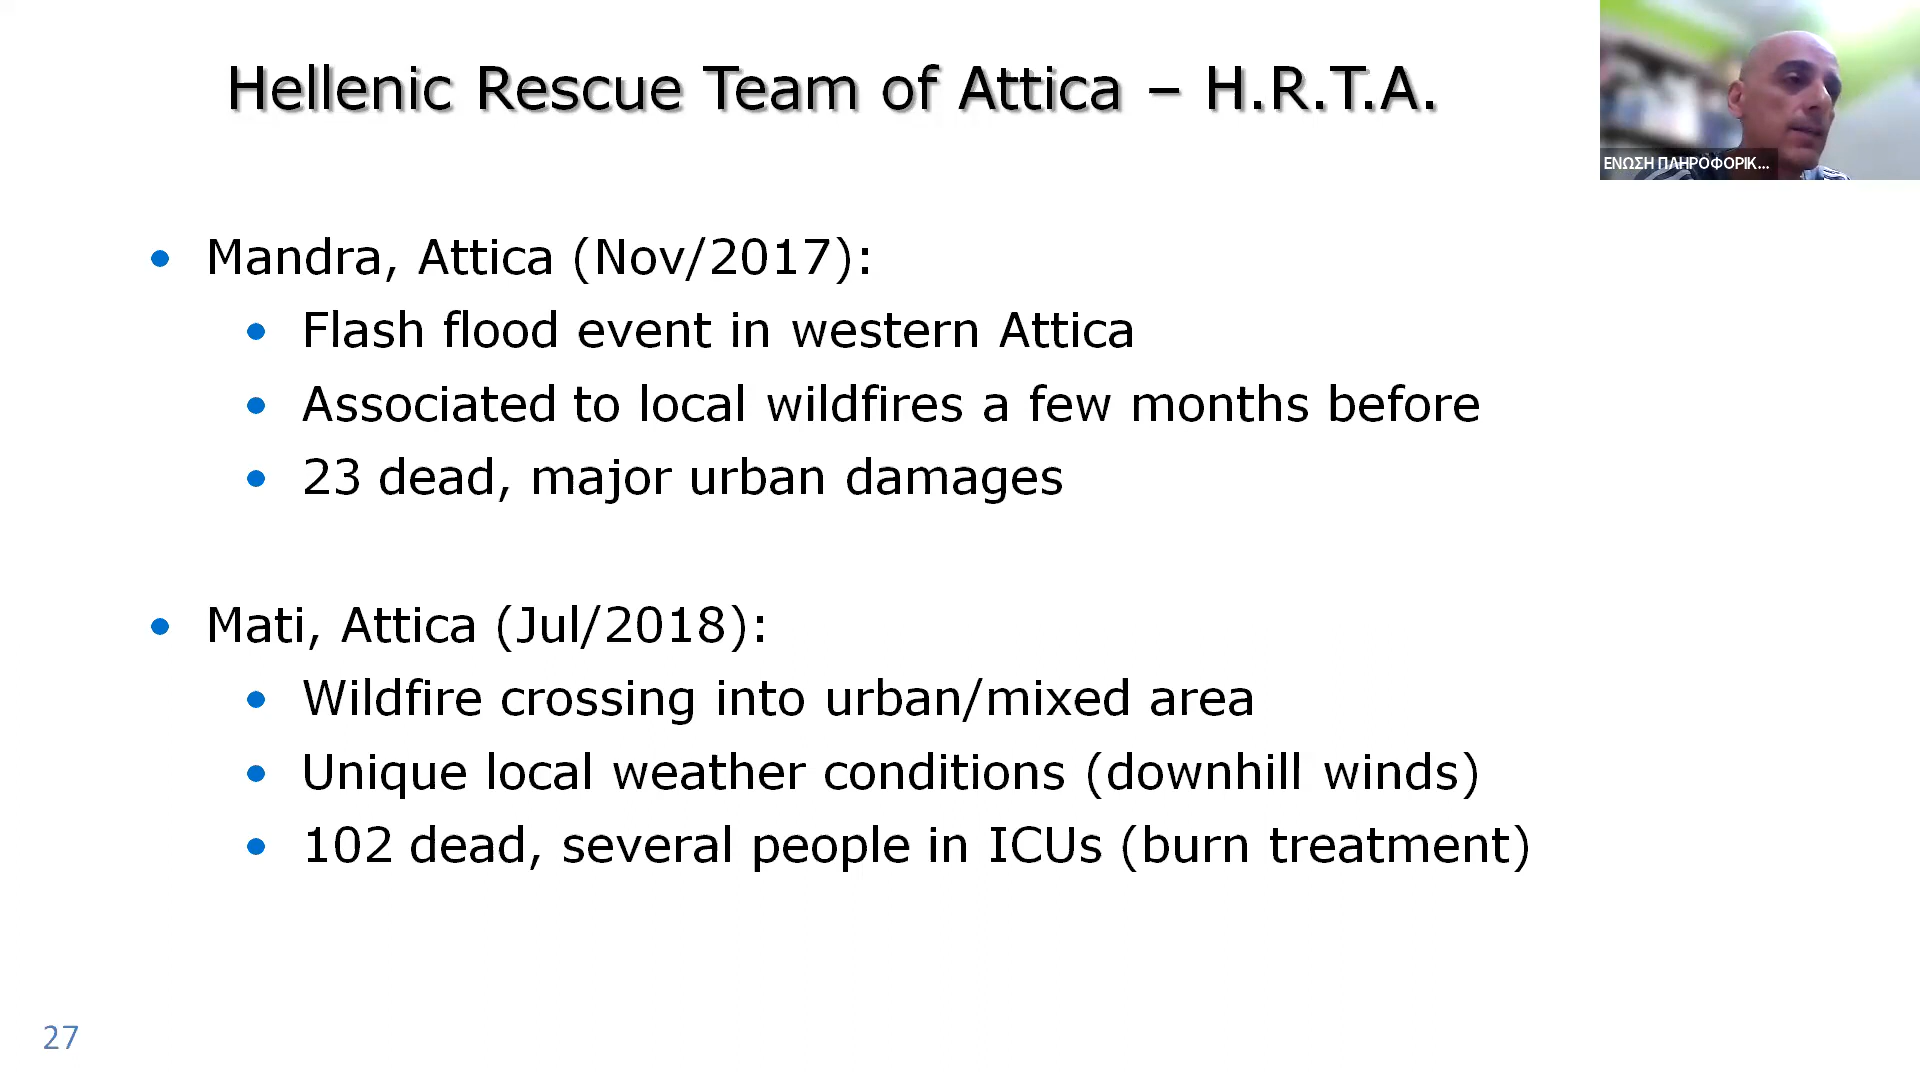 Hellenic Rescue Team of Attica – H.R.T.A.
ΕΝΩΣΗ ΠΛΗΡΟΦΟΡΙΚ...
• Mandra, Attica (Nov/2017):
• Flash flood event in western Attica
• Associated to local wildfires a few months before
• 23 dead, major urban damages
• Mati, Attica (Jul/2018):
• Wildfire crossing into urban/mixed area
• Unique local weather conditions (downhill winds)
• 102 dead, several people in ICUs (burn treatment)
27